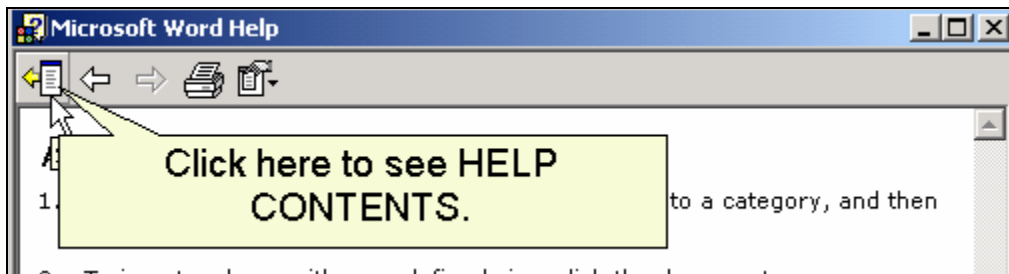 Microsoft Word Help
Click here to see HELP
CONTENTS.
1.
to a category, and then